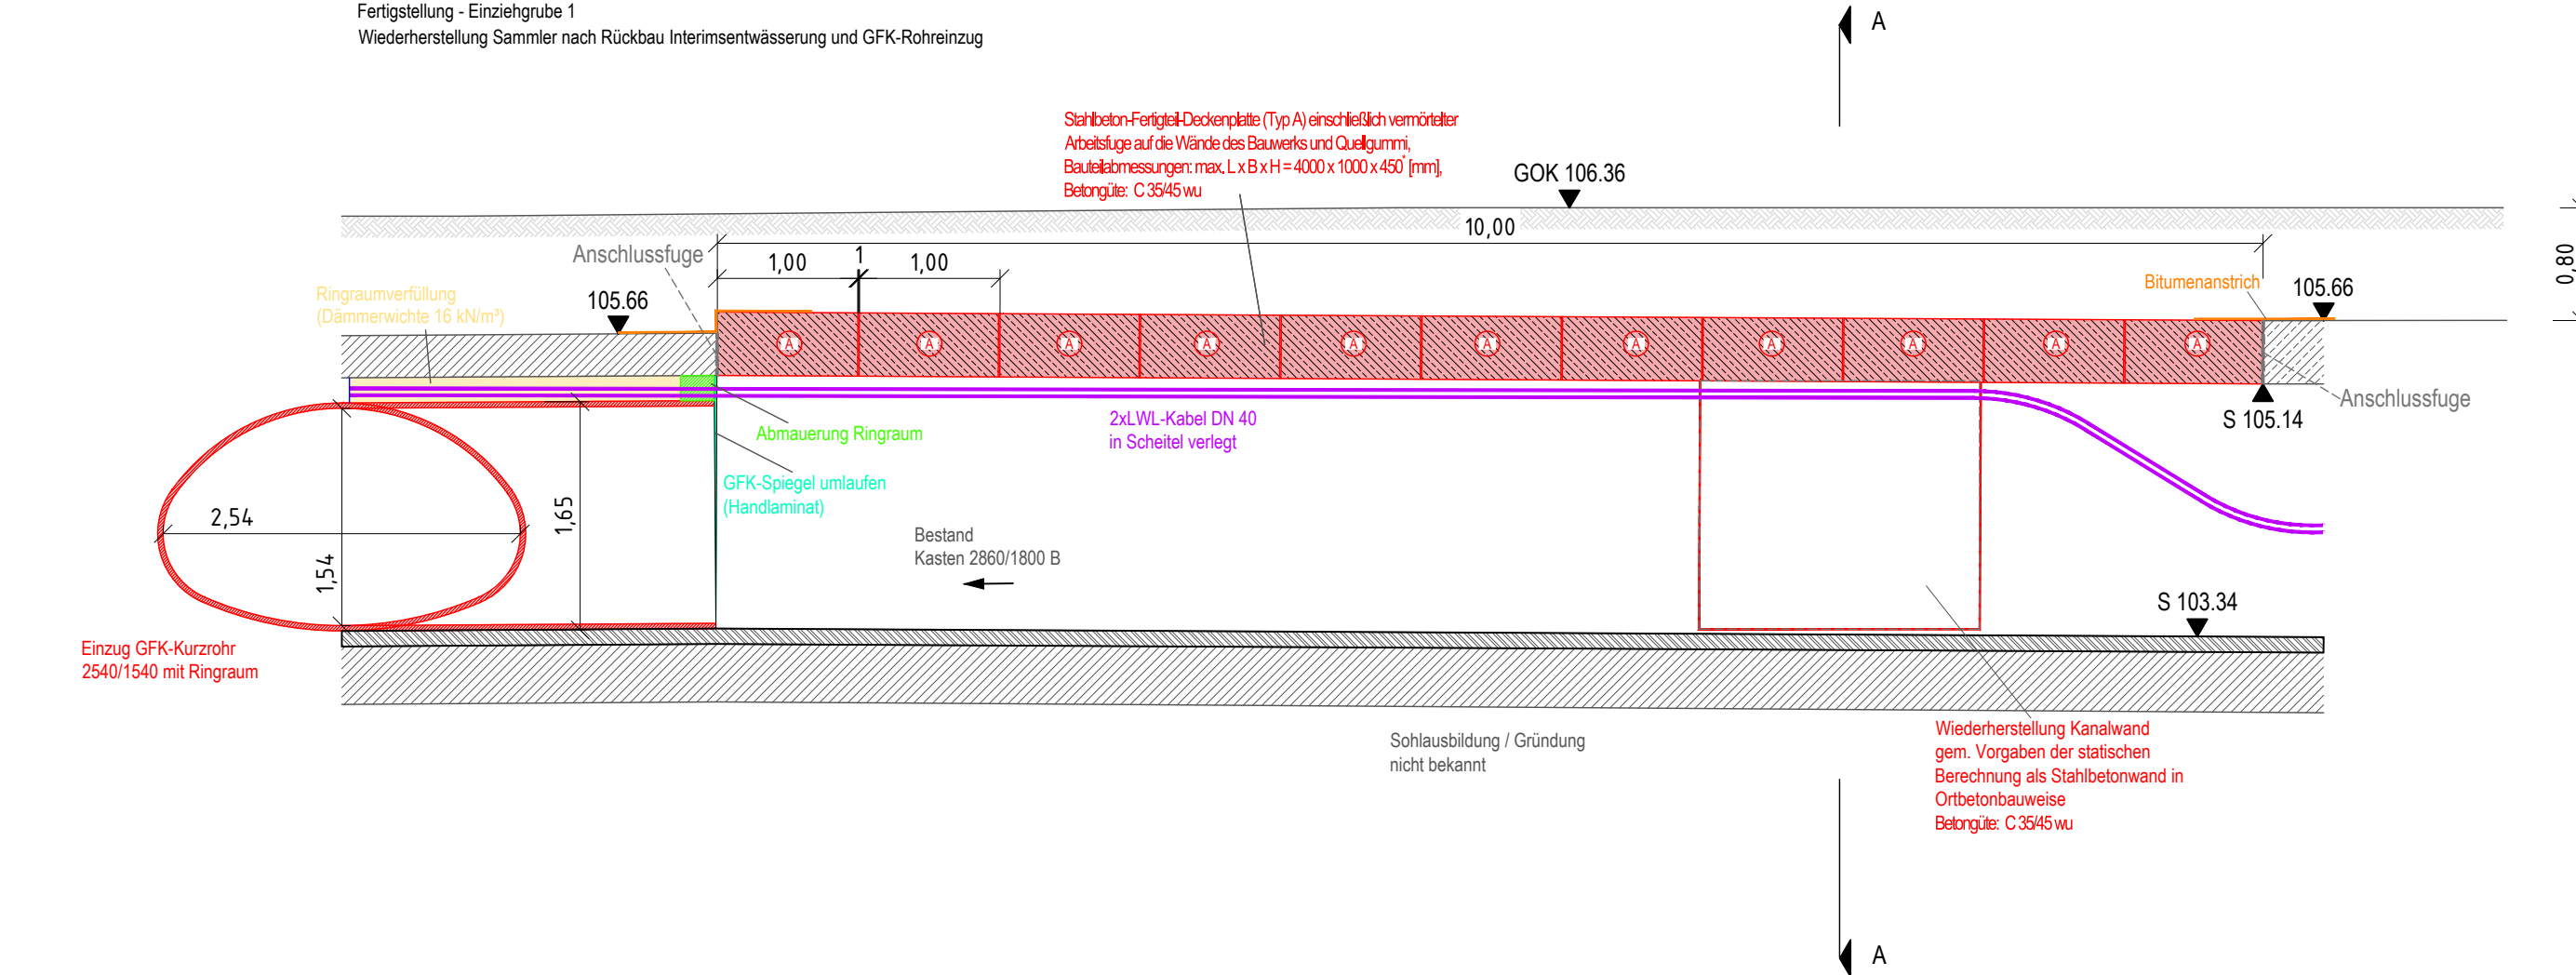 Fertigstellung - Einziehgrube 1
Wiederherstellung Sammler nach Rückbau Interimsentwässerung und GFK-Rohreinzug
A
Stahlbeton-Fertigteil-Deckenplatte (Typ A) einschließlich vermörtelter
Arbeitsfuge auf die Wände des Bauwerks und Quellgummi,
Bauteilabmessungen: max. L x B x H = 4000 x 1000 x 450* [mm],
Betongüte: C 35/45 wu
GOK 106.36
10,00
0,80
Anschlussfuge
1,00
1
1,00
Ringraumverfüllung
(Dämmerwichte 16 kN/m³)
105.66
Bitumenanstrich
105.66
A
A
A
A
A
A
A
A
A
A
A
Anschlussfuge
S 105.14
Abmauerung Ringraum
2xLWL-Kabel DN 40
in Scheitel verlegt
GFK-Spiegel umlaufen
(Handlaminat)
2,54
1,65
1,54
Bestand
Kasten 2860/1800 B
S 103.34
Einzug GFK-Kurzrohr
2540/1540 mit Ringraum
Sohlausbildung / Gründung
nicht bekannt
Wiederherstellung Kanalwand
gem. Vorgaben der statischen
Berechnung als Stahlbetonwand in
Ortbetonbauweise
Betongüte: C 35/45 wu
A